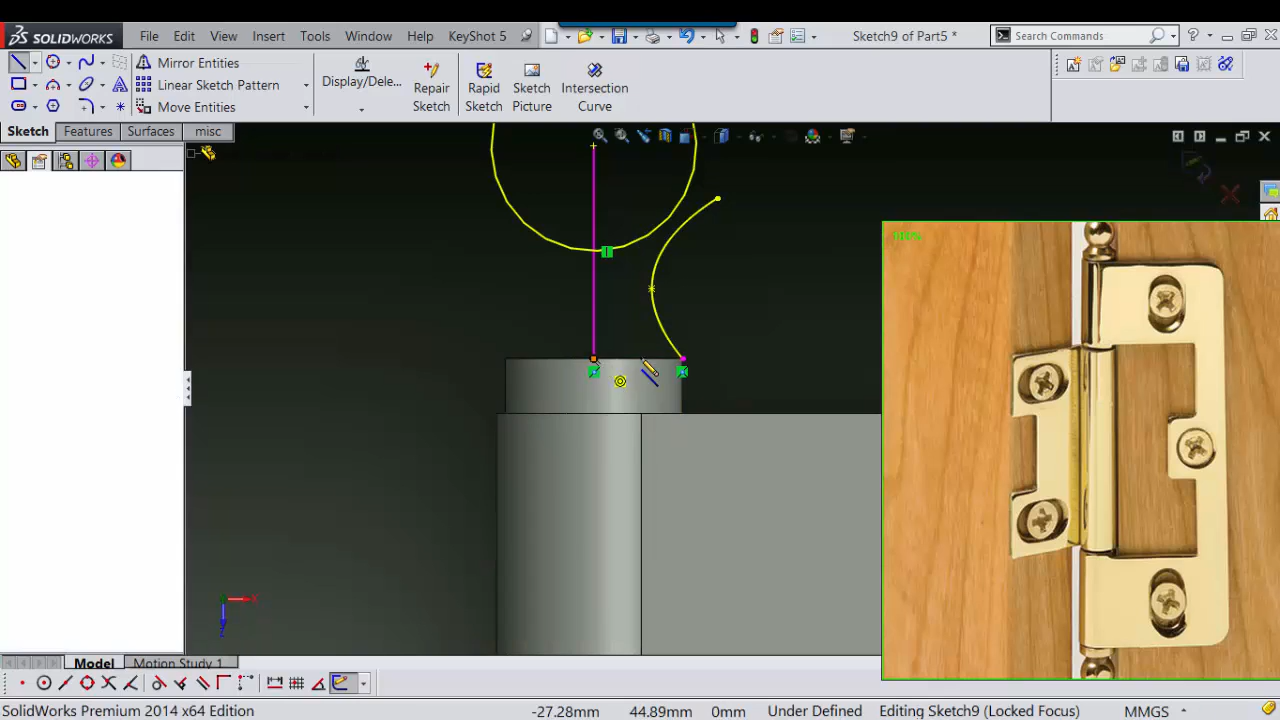 SOLIDWORKS File Edit View Insert Tools Window Help KeyShot 5 Sketch9 of Part5 * Search Commands
Mirror Entities
Linear Sketch Pattern
Move Entities
Display/Dele...
Repair
Sketch
Rapid
Sketch
Sketch
Picture
Intersection
Curve
Sketch Features Surfaces misc
110%
X
Model Motion Study 1
SolidWorks Premium 2014 x64 Edition -27.28mm 44.89mm 0mm Under Defined Editing Sketch9 (Locked Focus) MMGS